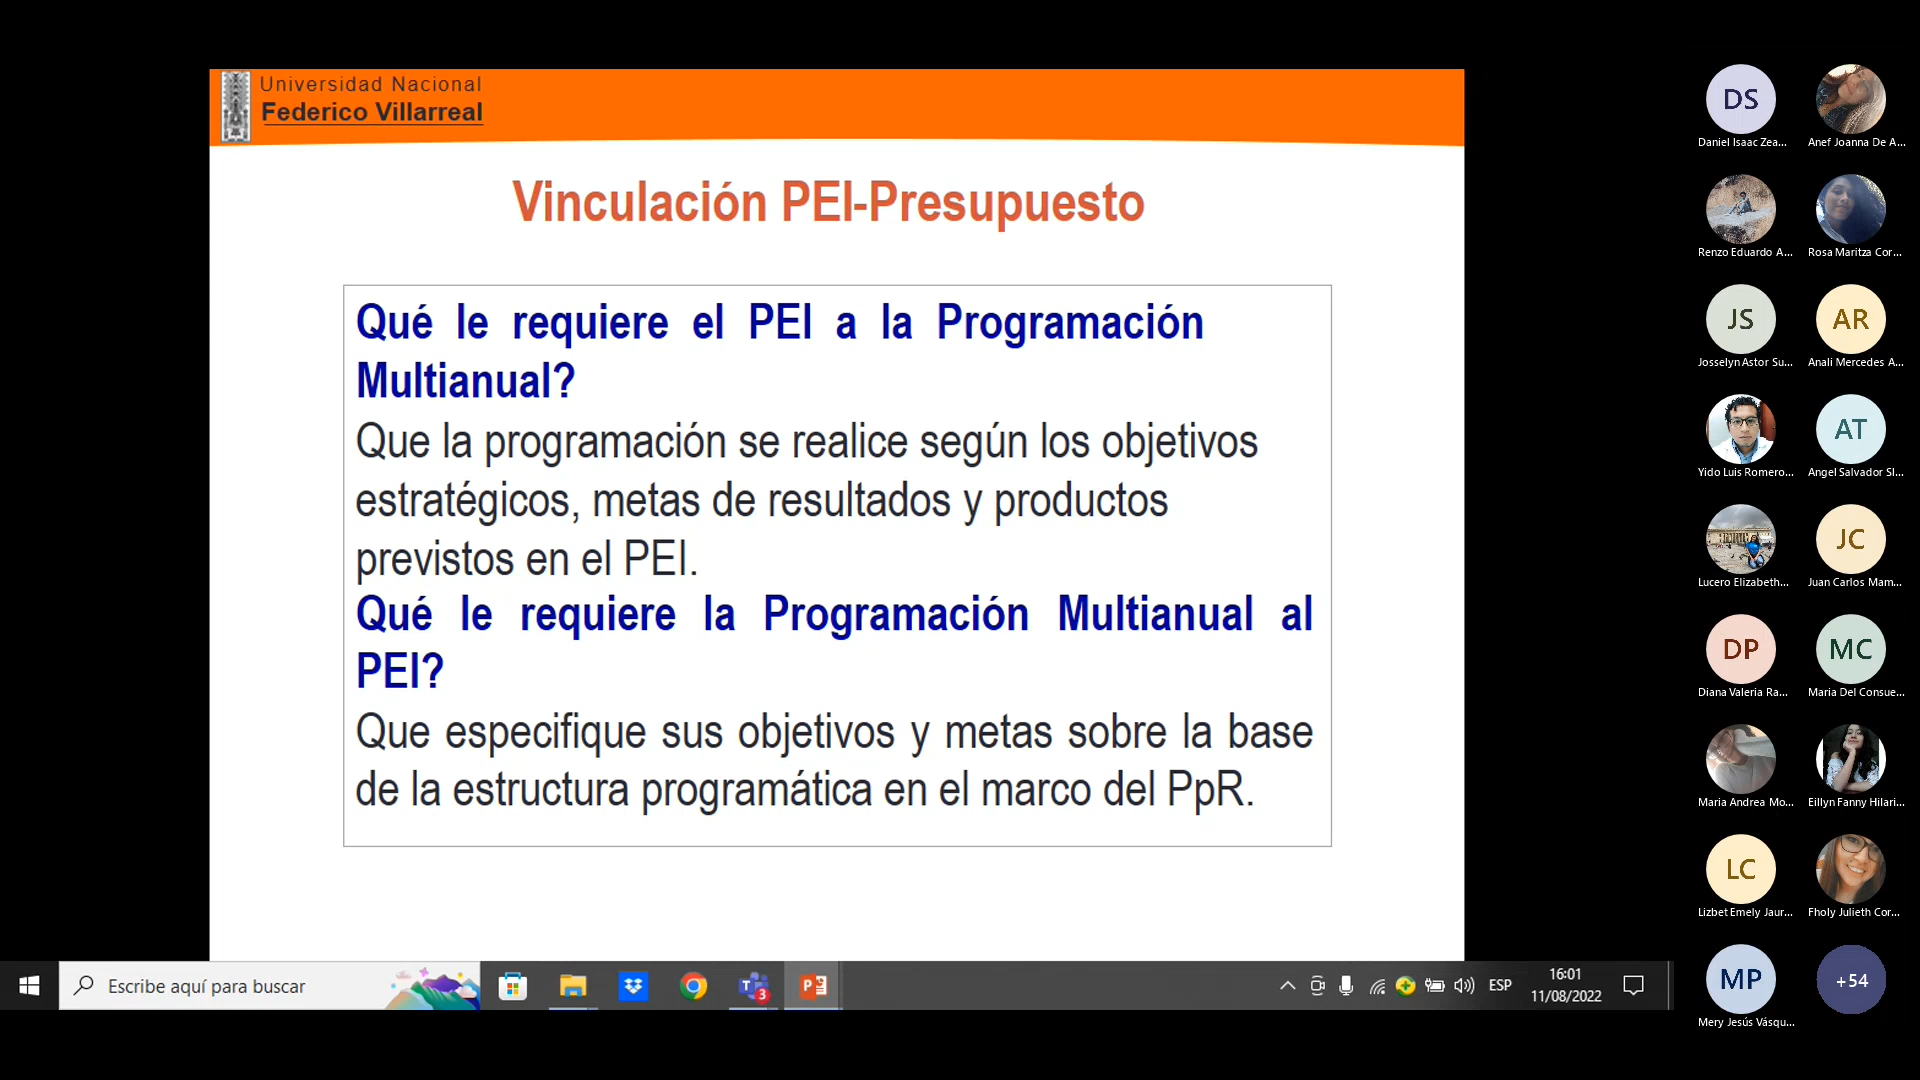 Universidad Nacional
Federico Villarreal
Vinculación PEI-Presupuesto
Qué le requiere el PEI a la Programación
Multianual?
Que la programación se realice según los objetivos
estratégicos, metas de resultados y productos
previstos en el PEI.
Qué le requiere la Programación Multianual al
PEI?
Que especifique sus objetivos y metas sobre la base
de la estructura programática en el marco del PpR.
DS
Daniel Isaac Zea...
Anef Joanna De A...
Renzo Eduardo A...
Rosa Maritza Cor...
JS
Josselyn Astor Su...
AR
Anali Mercedes A...
Yido Luis Romero...
AT
Angel Salvador Sl...
Lucero Elizabeth...
JC
Juan Carlos Mam...
DP
Diana Valeria Ra...
MC
Maria Del Consue...
Maria Andrea Mo...
Eillyn Fanny Hilari...
LC
Lizbet Emely Jaur...
Fholy Julieth Cor...
MP
Mery Jesús Vásqu...
+54
Escribe aquí para buscar
3
ESP
16:01
11/08/2022